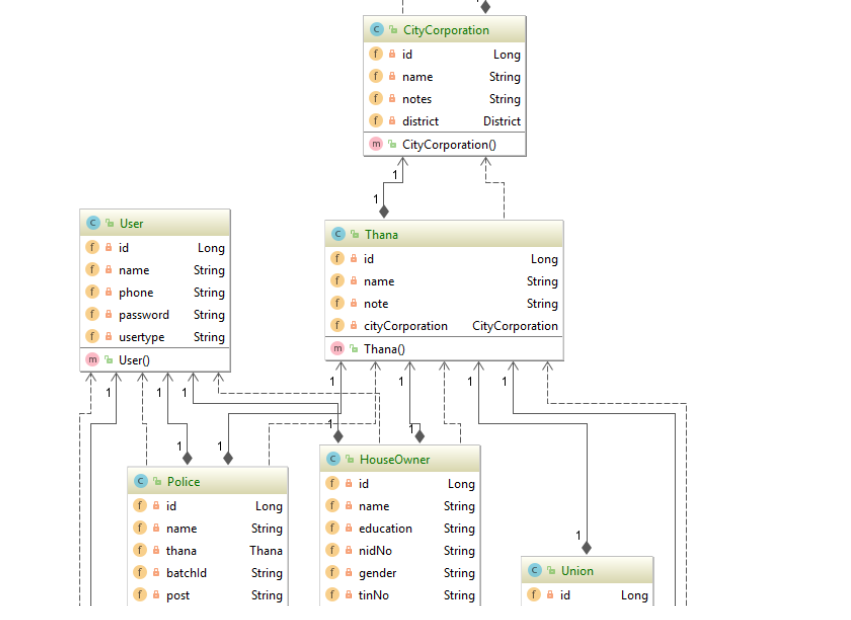 1
CityCorporation
id Long
name String
notes String
district District
CityCorporation()
1
1
User
id Long
name String
phone String
password String
usertype String
User()
Thana
id Long
name String
note String
cityCorporation CityCorporation
Thana()
1 1 1 1 1 1 1
1 1 1 1 1
Police
id Long
name String
thana Thana
batchId String
post String
HouseOwner
id Long
name String
education String
nidNo String
gender String
tinNo String
Union
id Long